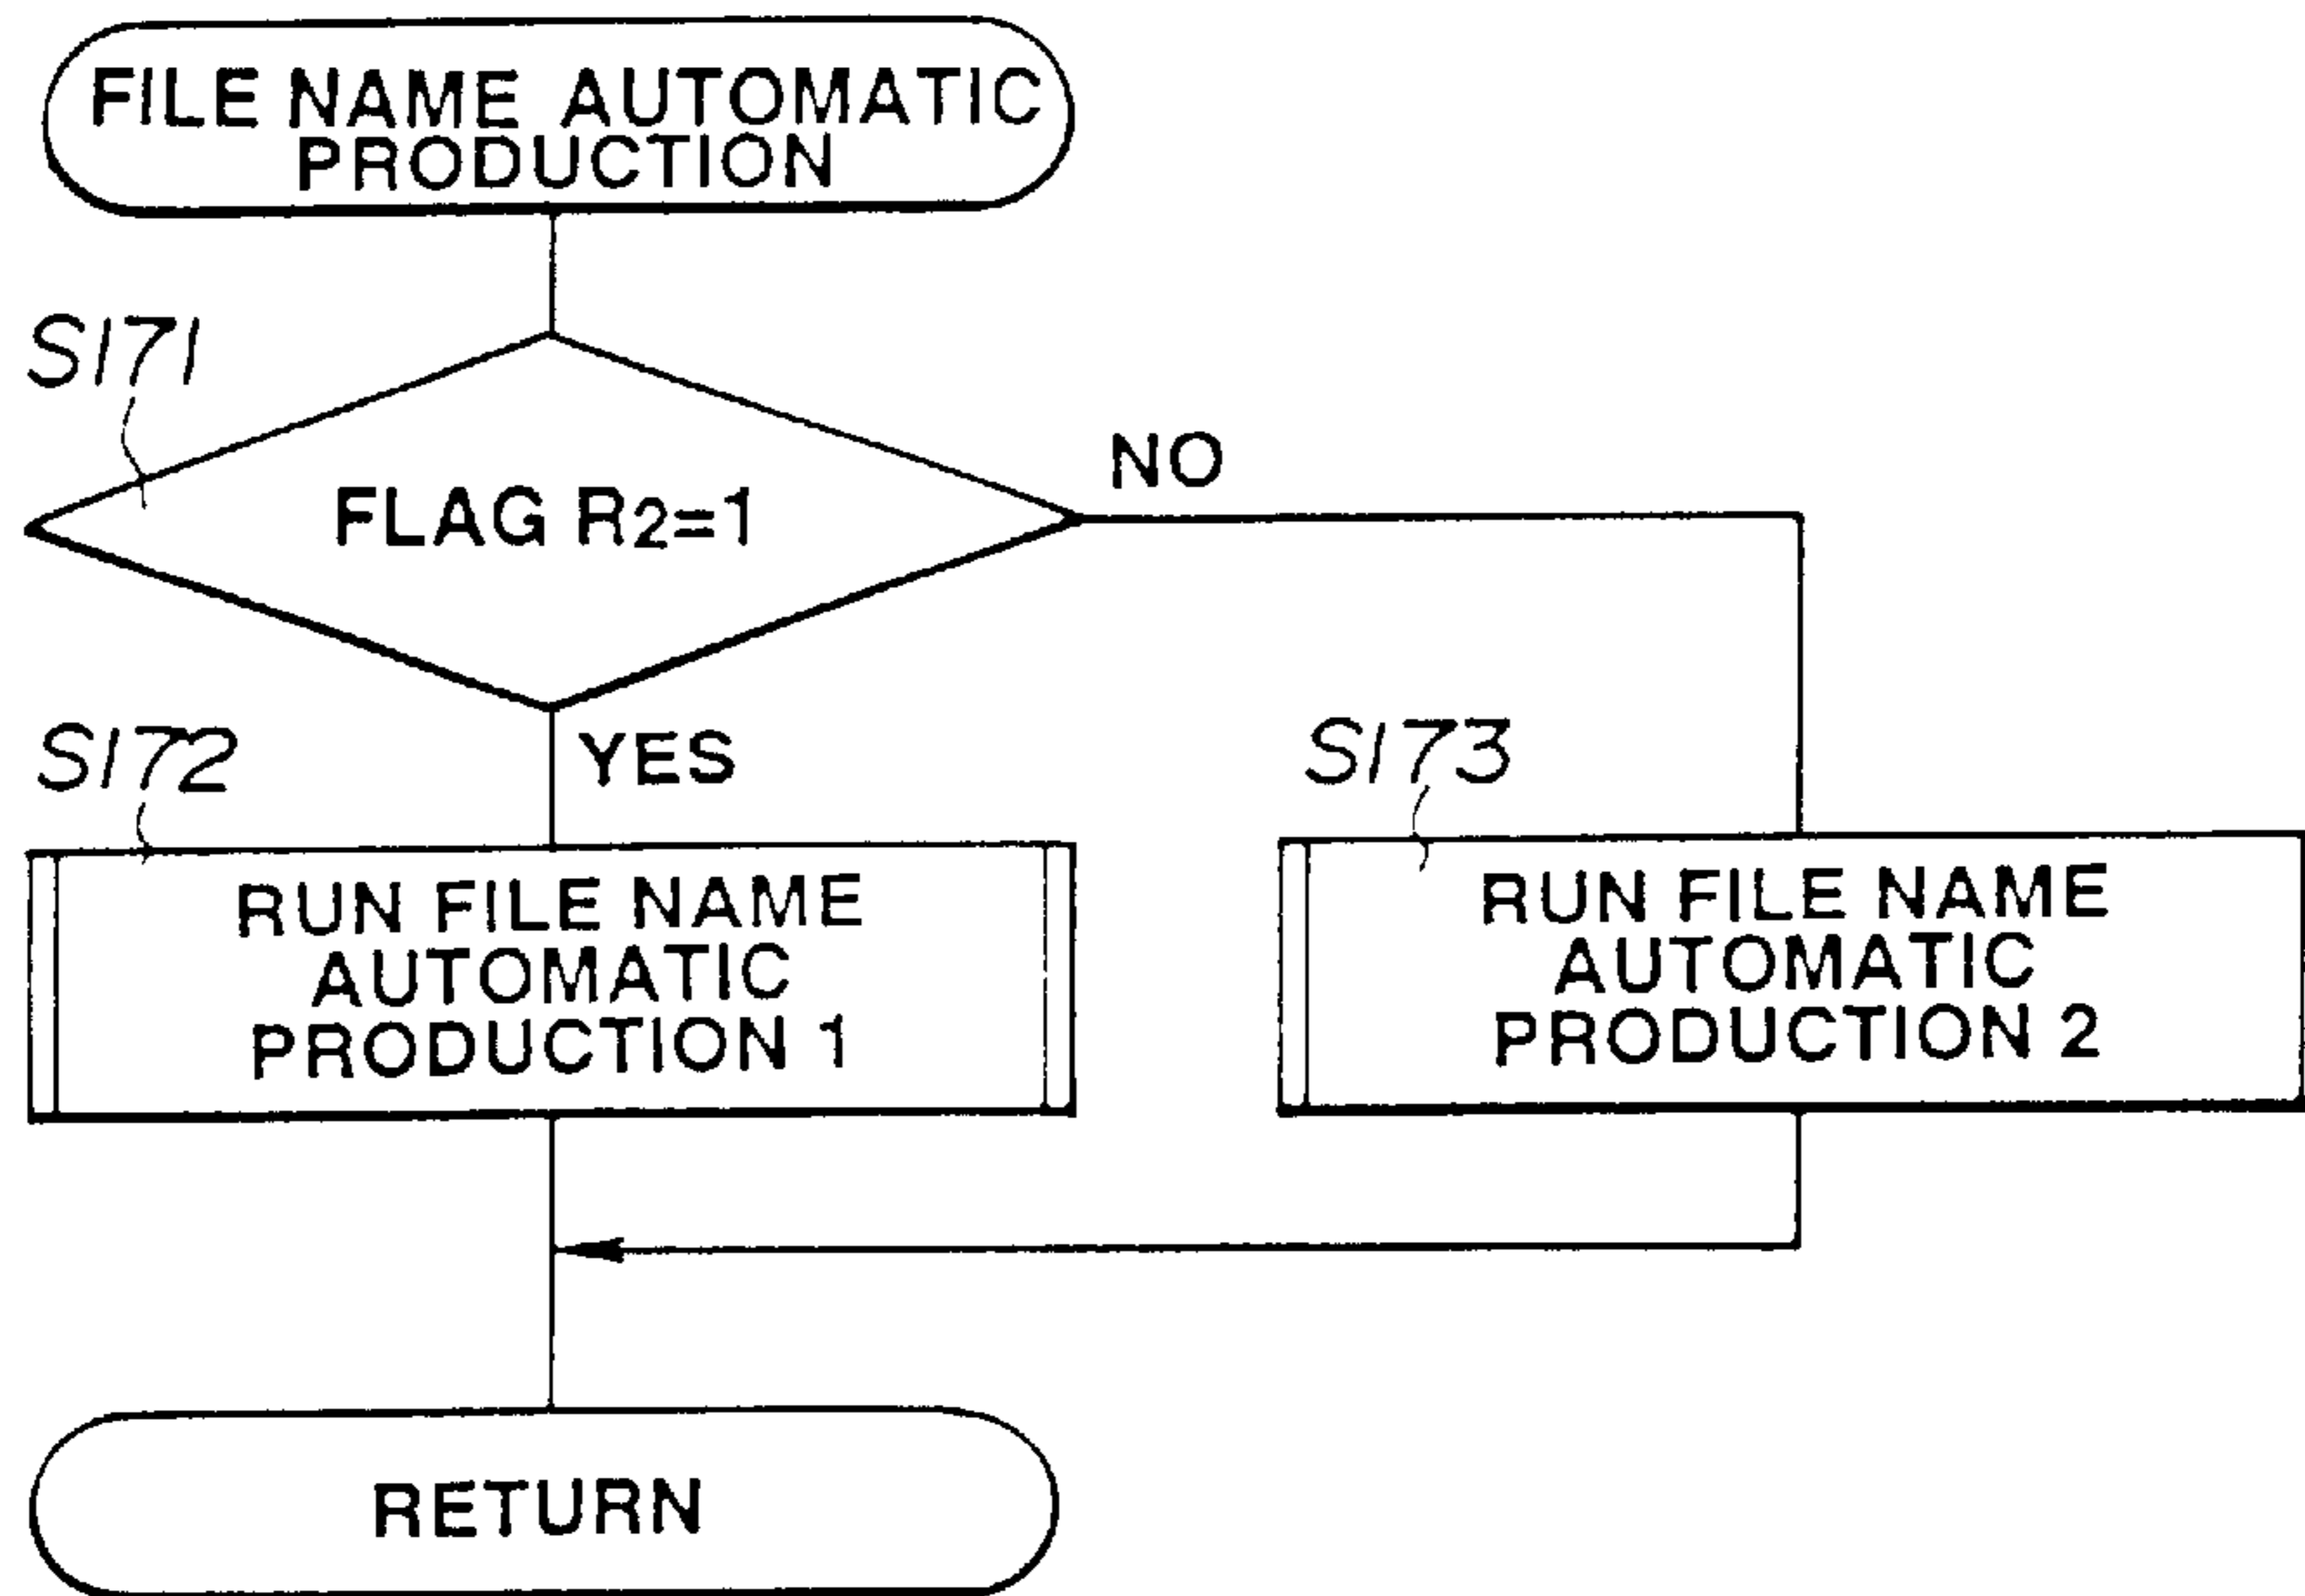 FILE NAME AUTOMATIC
PRODUCTION
S171
NO
FLAG R2=1
S172
YES
S173
RUN FILE NAME
AUTOMATIC
PRODUCTION 1
RUN FILE NAME
AUTOMATIC
PRODUCTION 2
RETURN